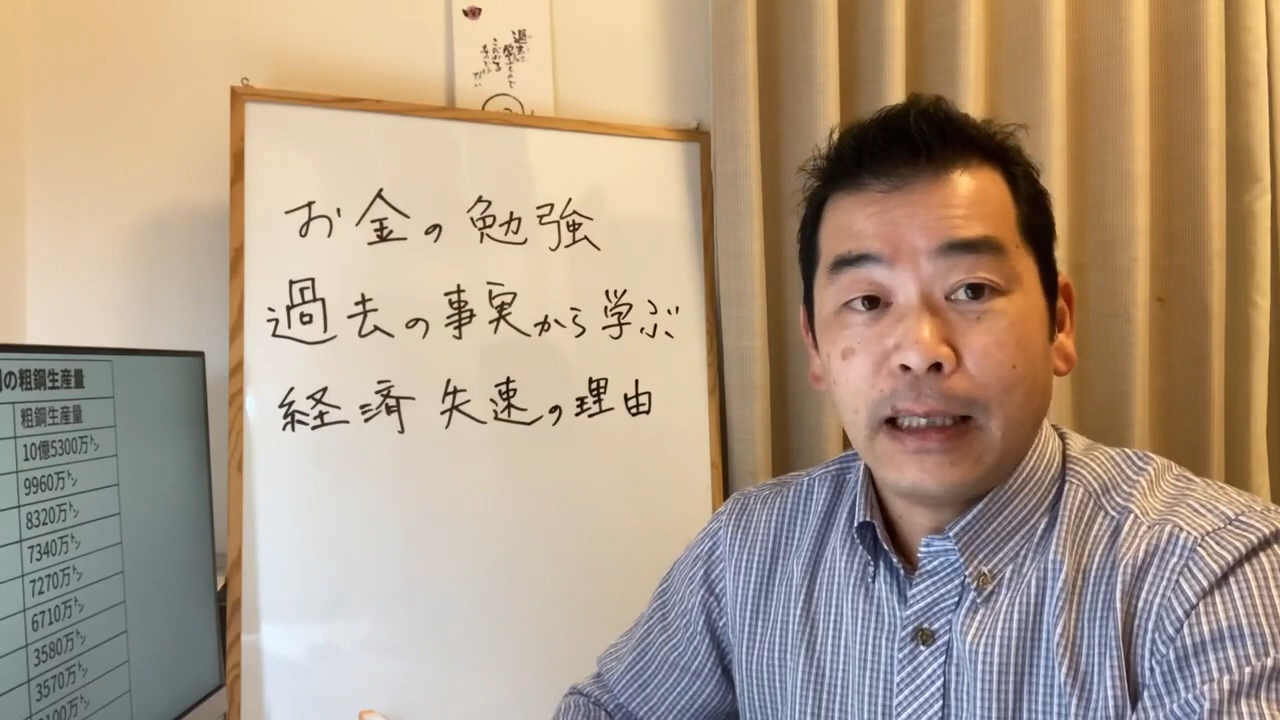 お金の勉強
過去の事実から学ぶ
経済失速の理由
の粗鋼生産量
粗鋼生産量
10億5300万㌧
9960万㌧
8320万㌧
7340万㌧
7270万㌧
6710万㌧
3580万㌧
3570万㌧